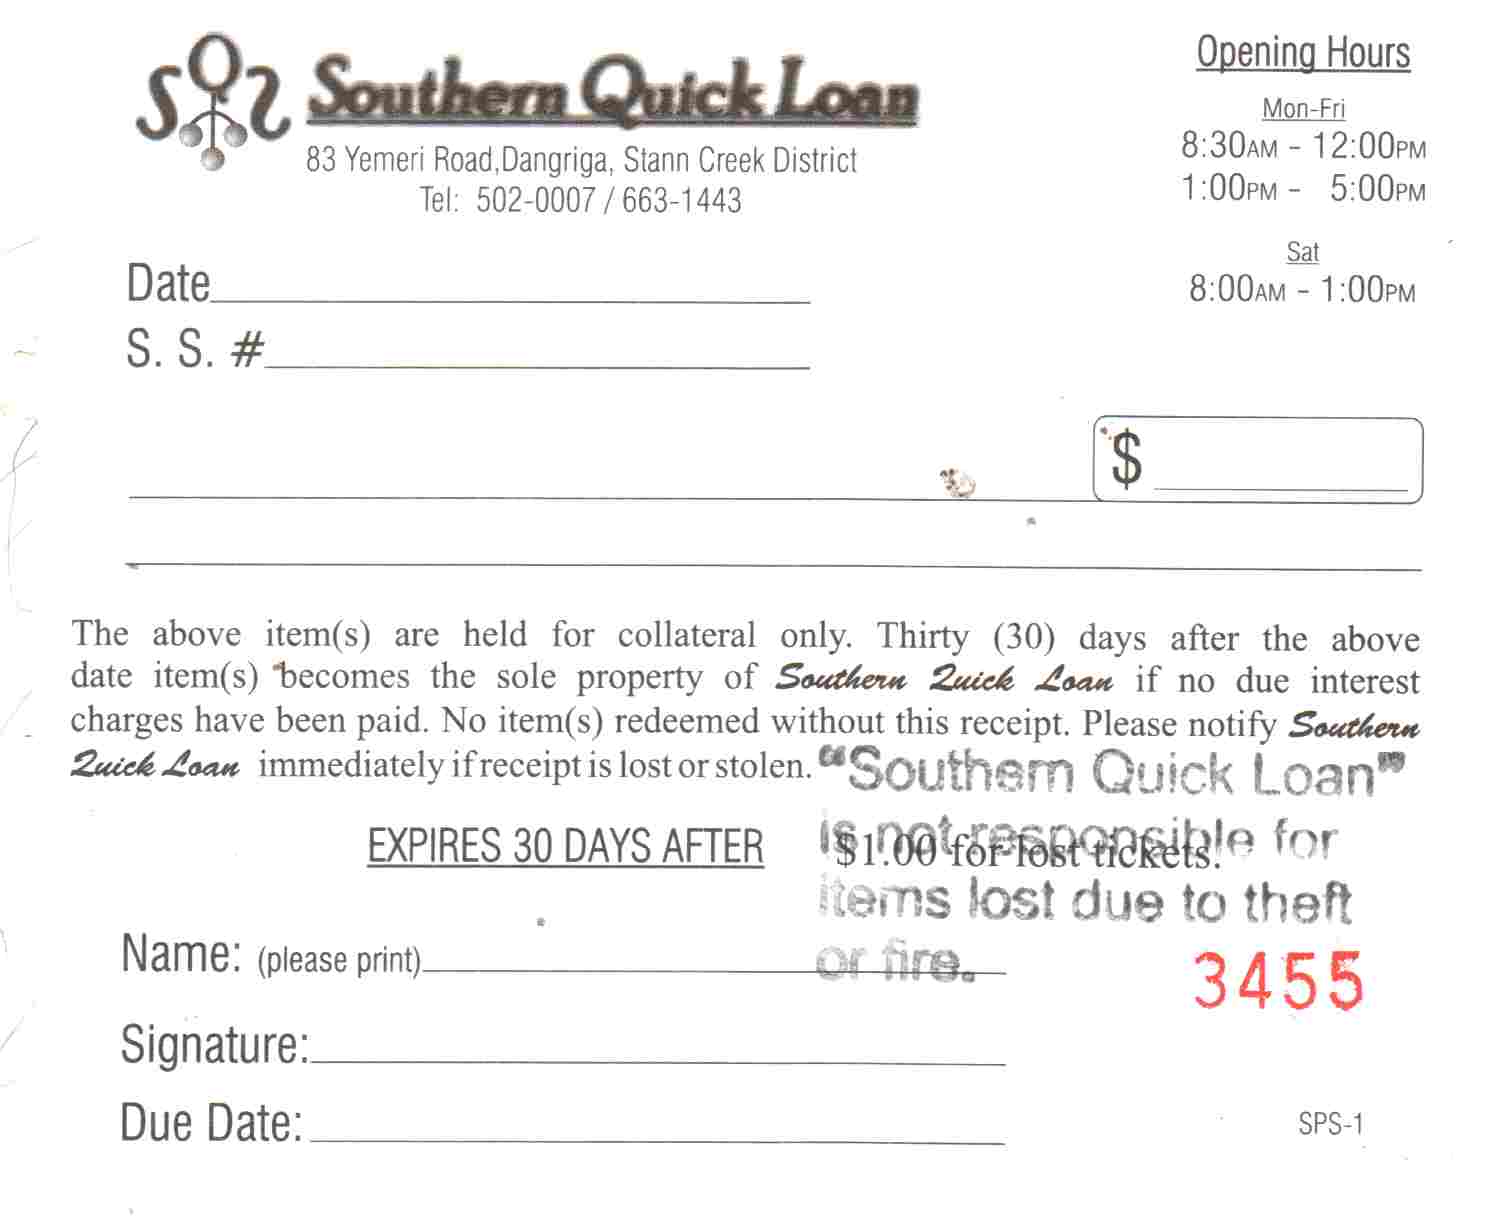 SQL Southern Quick Loan
83 Yemeri Road,Dangriga, Stann Creek District
Tel: 502-0007 / 663-1443
Opening Hours
Mon-Fri
8:30AM - 12:00PM
1:00PM - 5:00PM
Sat
8:00AM - 1:00PM
Date
S. S. #
$
The above item(s) are held for collateral only. Thirty (30) days after the above
date item(s) becomes the sole property of Southern Quick Loan if no due interest
charges have been paid. No item(s) redeemed without this receipt. Please notify Southern
Quick Loan immediately if receipt is lost or stolen.
"Southern Quick Loan"
is not responsible for
items lost due to theft
or fire.
EXPIRES 30 DAYS AFTER
$1.00 for lost tickets.
Name: (please print)
3455
Signature:
Due Date:
SPS-1